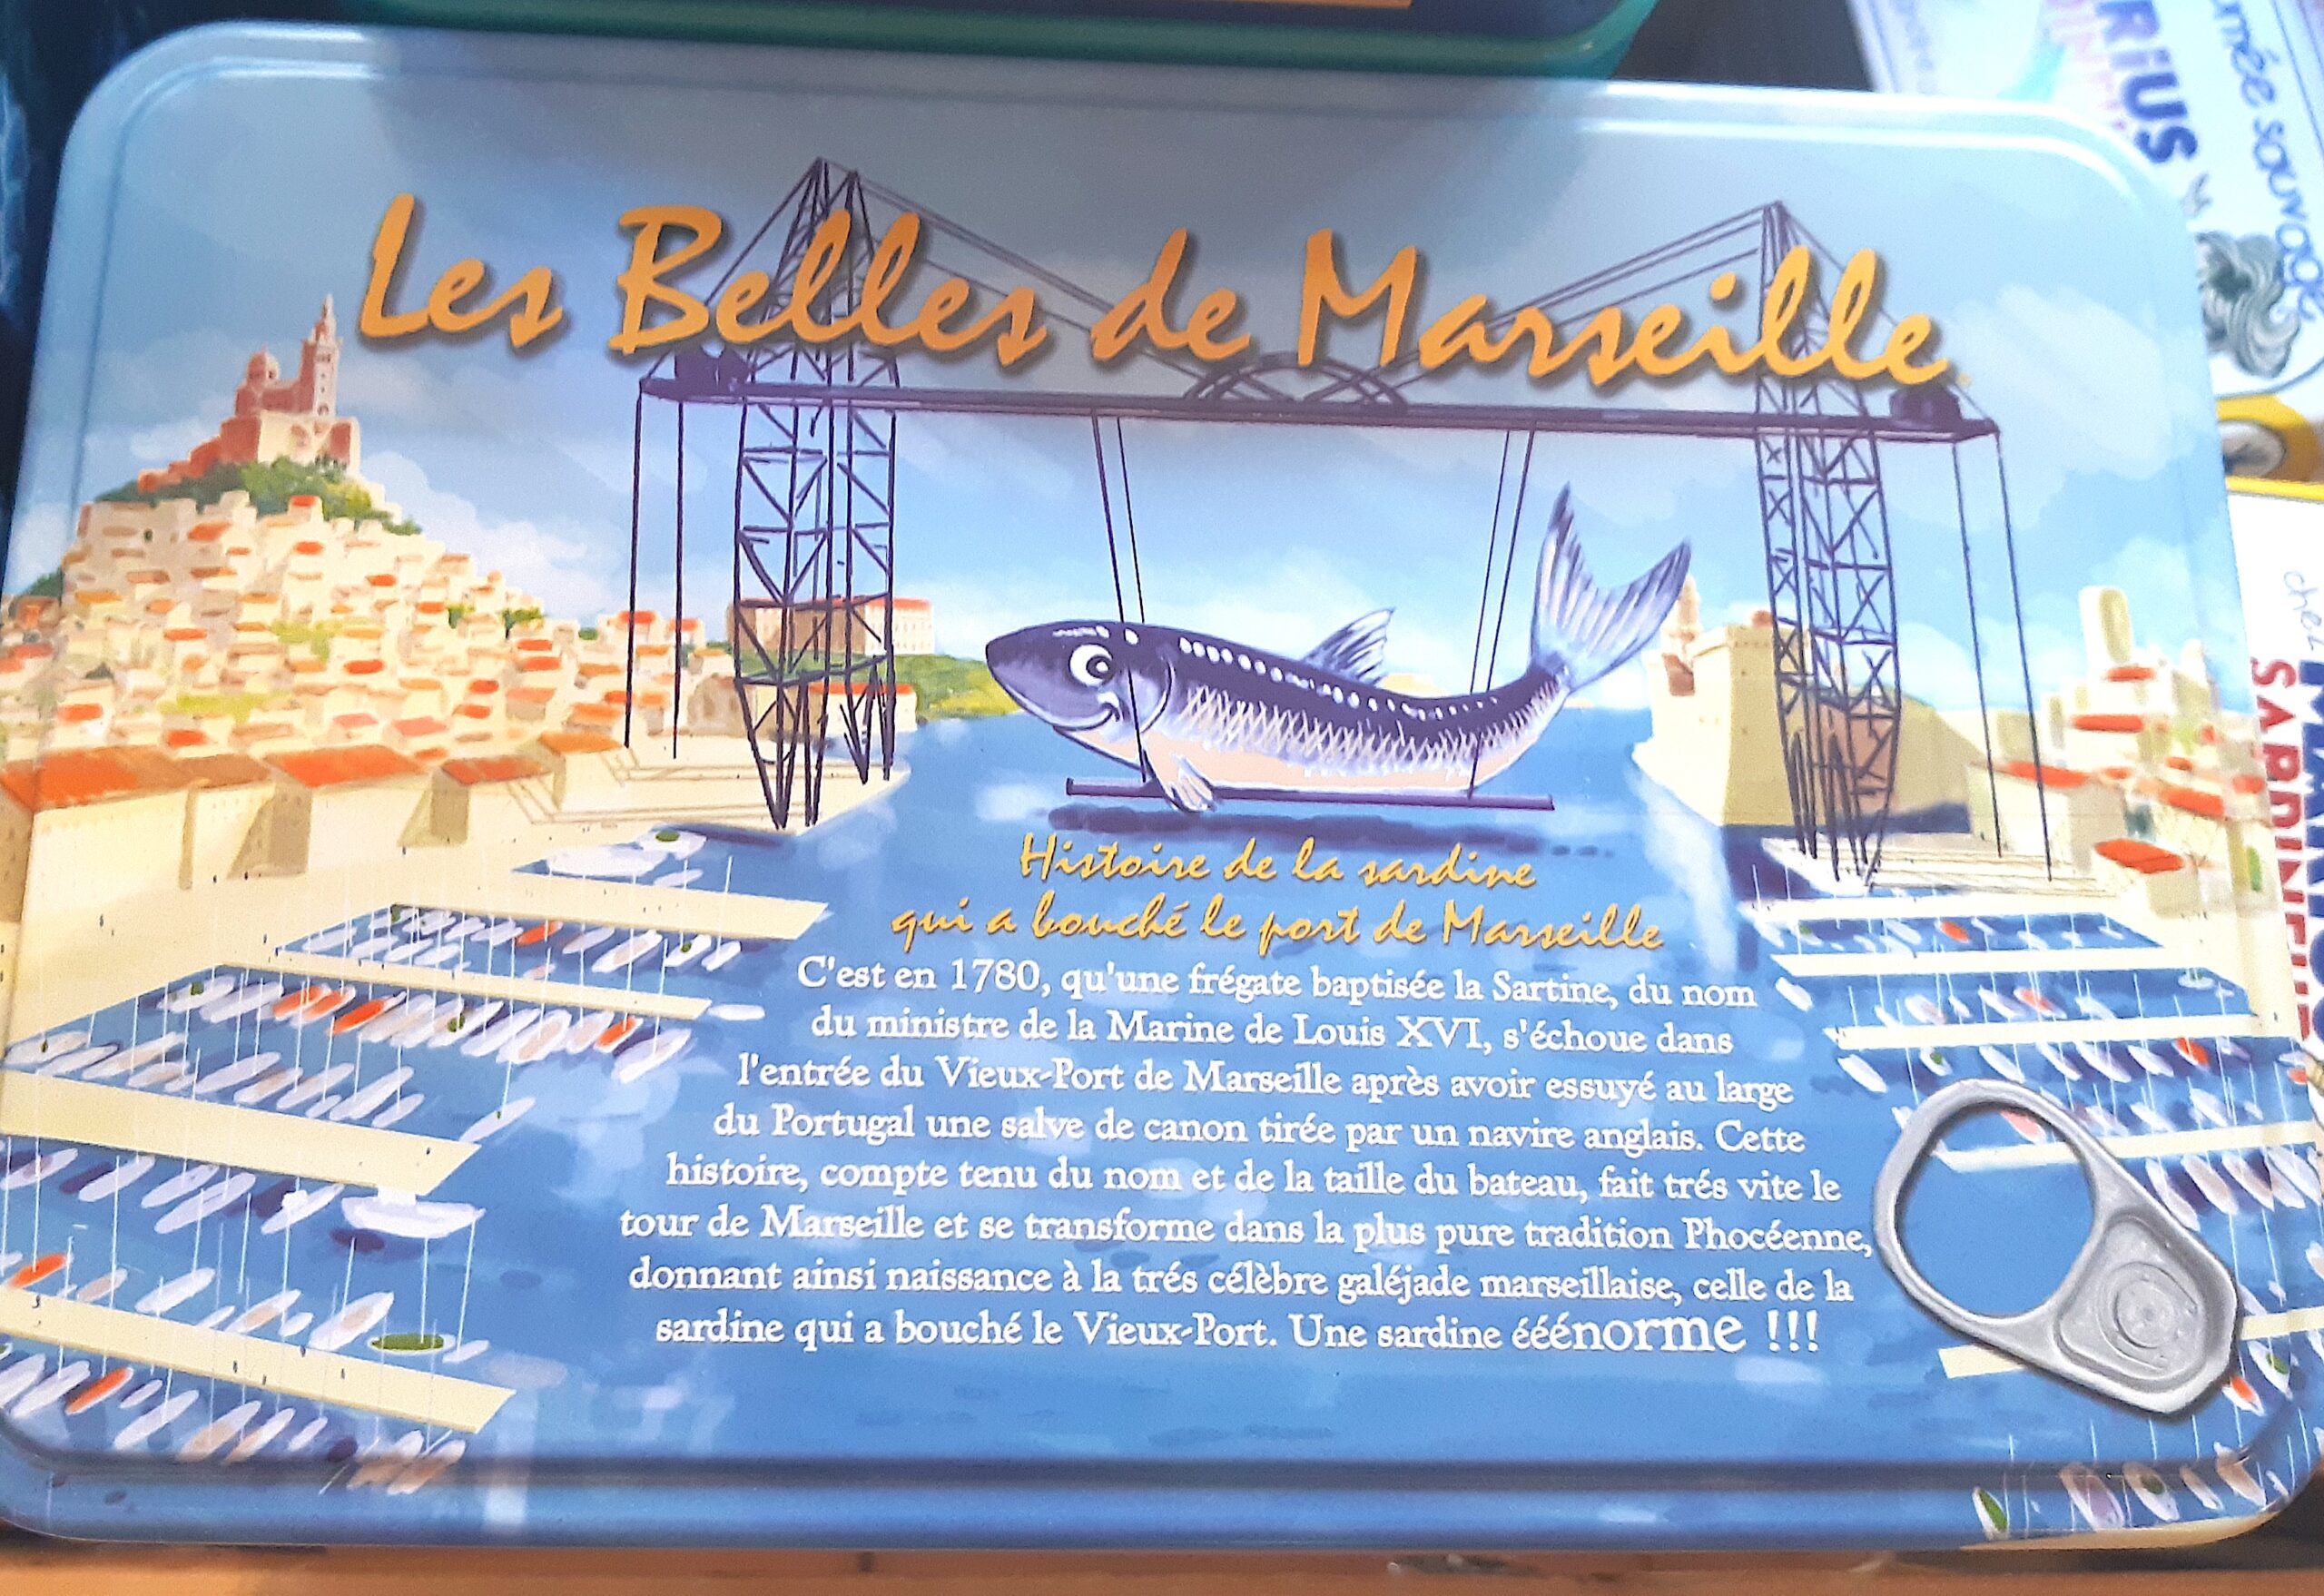 Les Belles de Marseille
Histoire de la sardine
qui a bouché le port de Marseille
C'est en 1780, qu'une frégate baptisée la Sartine, du nom
du ministre de la Marine de Louis XVI, s'échoue dans
l'entrée du Vieux-Port de Marseille après avoir essuyé au large
du Portugal une salve de canon tirée par un navire anglais. Cette
histoire, compte tenu du nom et de la taille du bateau, fait trés vite le
tour de Marseille et se transforme dans la plus pure tradition Phocéenne,
donnant ainsi naissance à la trés célèbre galéjade marseillaise, celle de la
sardine qui a bouché le Vieux-Port. Une sardine ééénorme !!!
sauvage